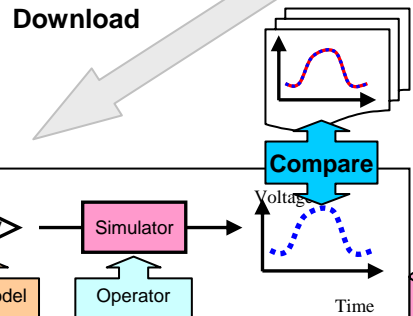 Download
Compare
Voltage
Simulator
odel
Operator
Time